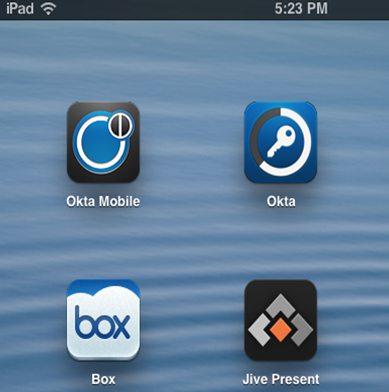 iPad 5:23 PM
Okta Mobile Okta
box
Box Jive Present